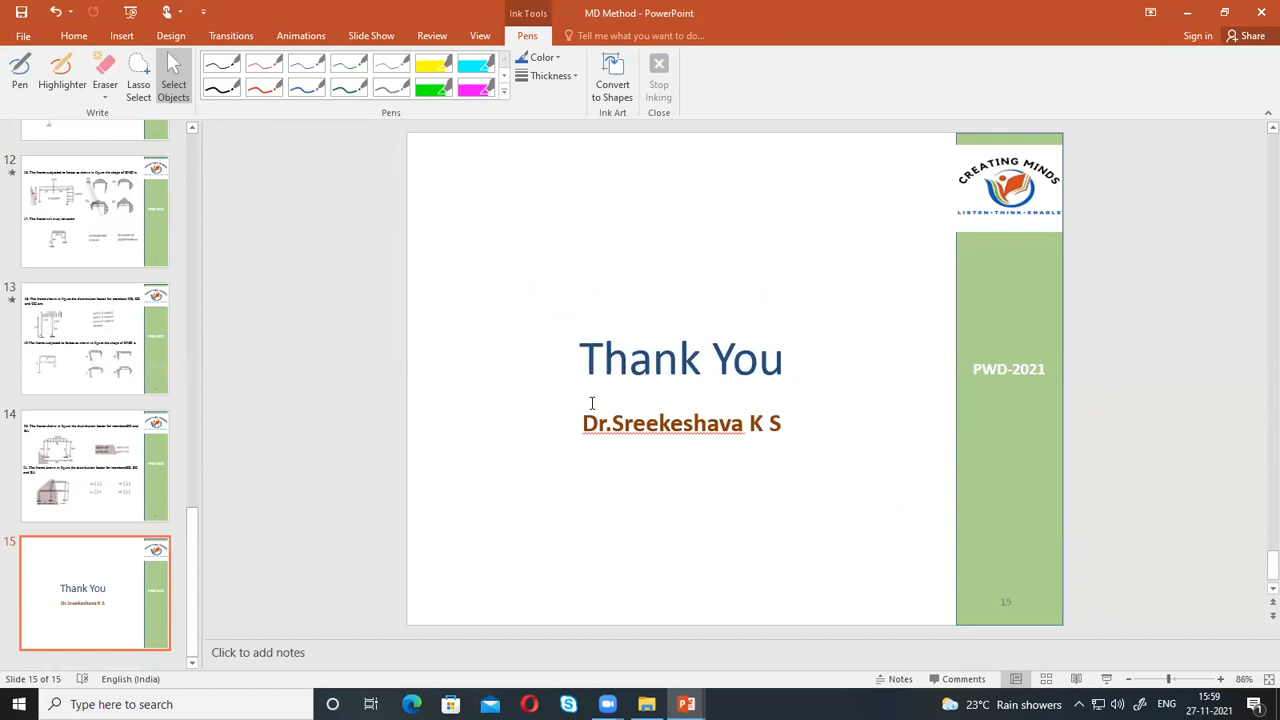 Ink Tools
MD Method - PowerPoint
File
Home
Insert
Design
Transitions
Animations
Slide Show
Review
View
Pens
Tell me what you want to do...
Sign in
Share
Pen
Highlighter
Eraser
Lasso Select
Select Objects
Color
Thickness
Convert to Shapes
Stop Inking
Write
Pens
Ink Art
Close
12
13
14
15
Thank You
Dr.Sreekeshava K S
CREATING MINDS
LISTEN•THINK•ENABLE
Thank You
Dr.Sreekeshava K S
PWD-2021
15
Click to add notes
Slide 15 of 15
English (India)
Notes
Comments
86%
Type here to search
23°C Rain showers
ENG
15:59
27-11-2021